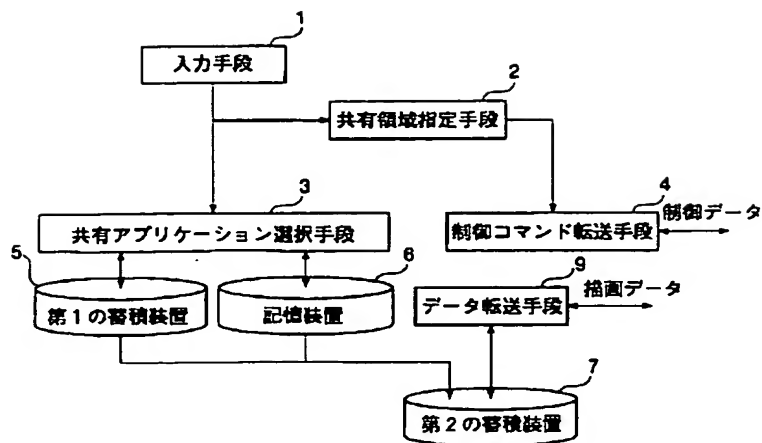 1
入力手段
2
共有領域指定手段
3
共有アプリケーション選択手段
4
制御コマンド転送手段
制御データ
5
第1の蓄積装置
6
記憶装置
9
データ転送手段
描画データ
7
第2の蓄積装置